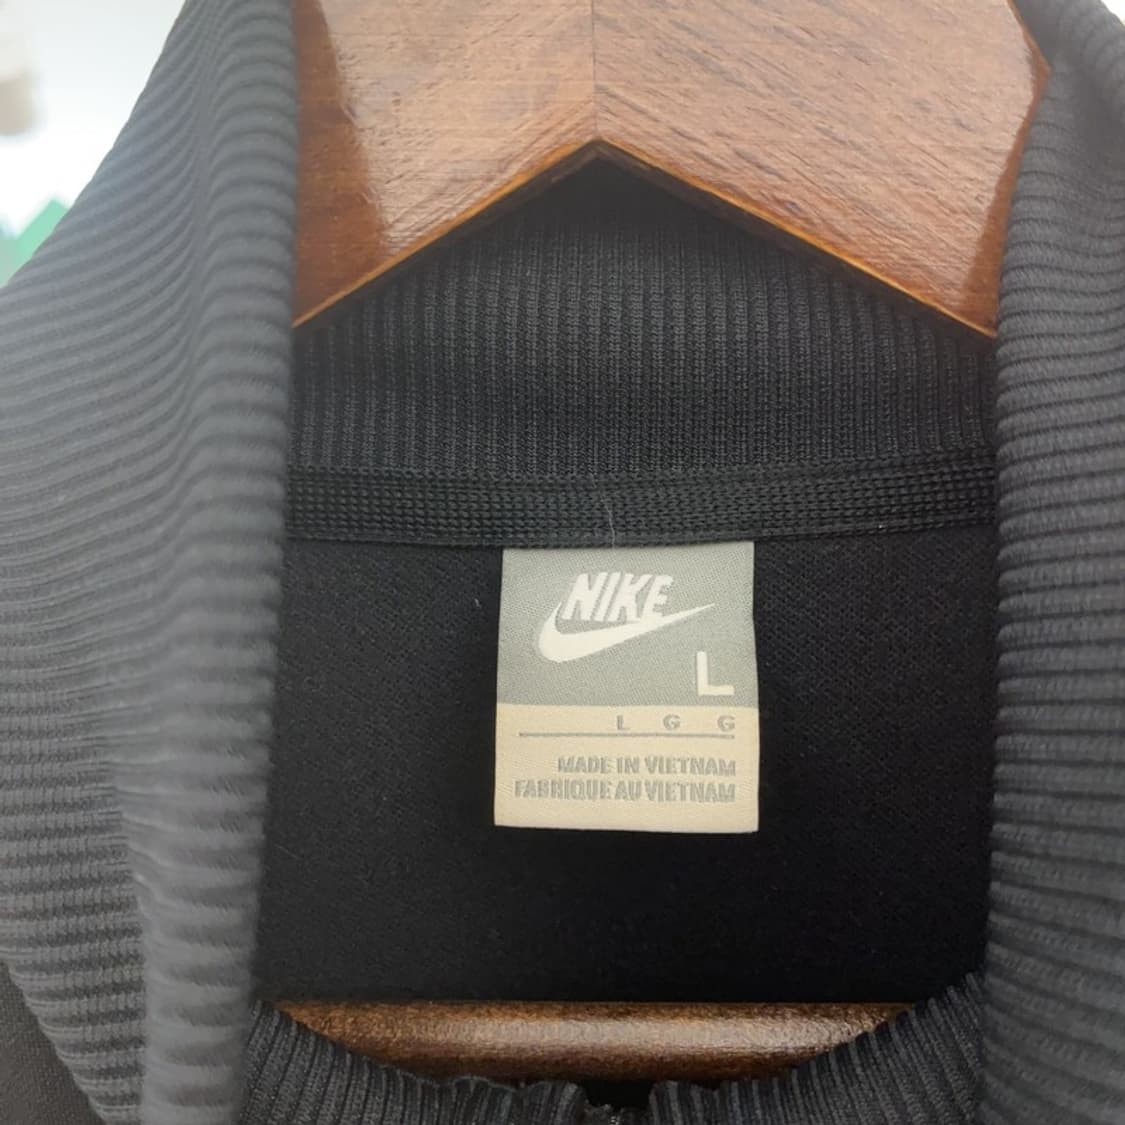 NIKE
L
L G G
MADE IN VIETNAM
FABRIQUE AU VIETNAM